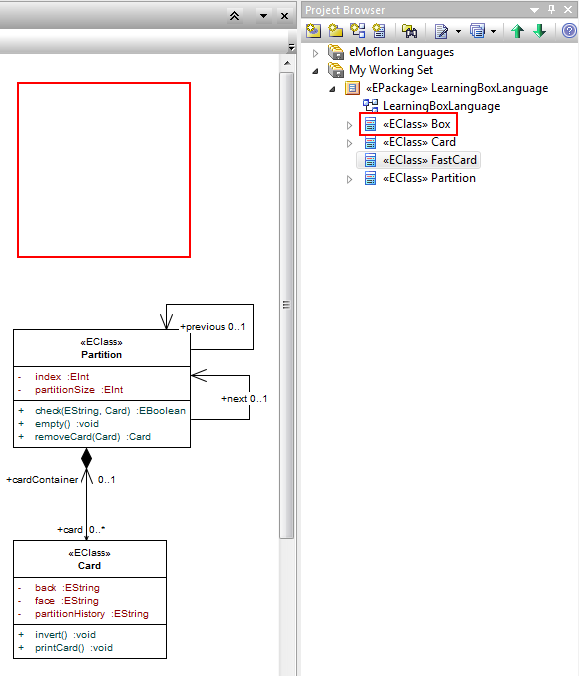 Project Browser
eMoflon Languages
My Working Set
«EPackage» LearningBoxLanguage
LearningBoxLanguage
«EClass» Box
«EClass» Card
«EClass» FastCard
«EClass» Partition
+previous 0..1
«EClass»
Partition
- index :EInt
- partitionSize :EInt
+next 0..1
+ check(EString, Card) :EBoolean
+ empty() :void
+ removeCard(Card) :Card
+cardContainer 0..1
+card 0..*
«EClass»
Card
- back :EString
- face :EString
- partitionHistory :EString
+ invert() :void
+ printCard() :void